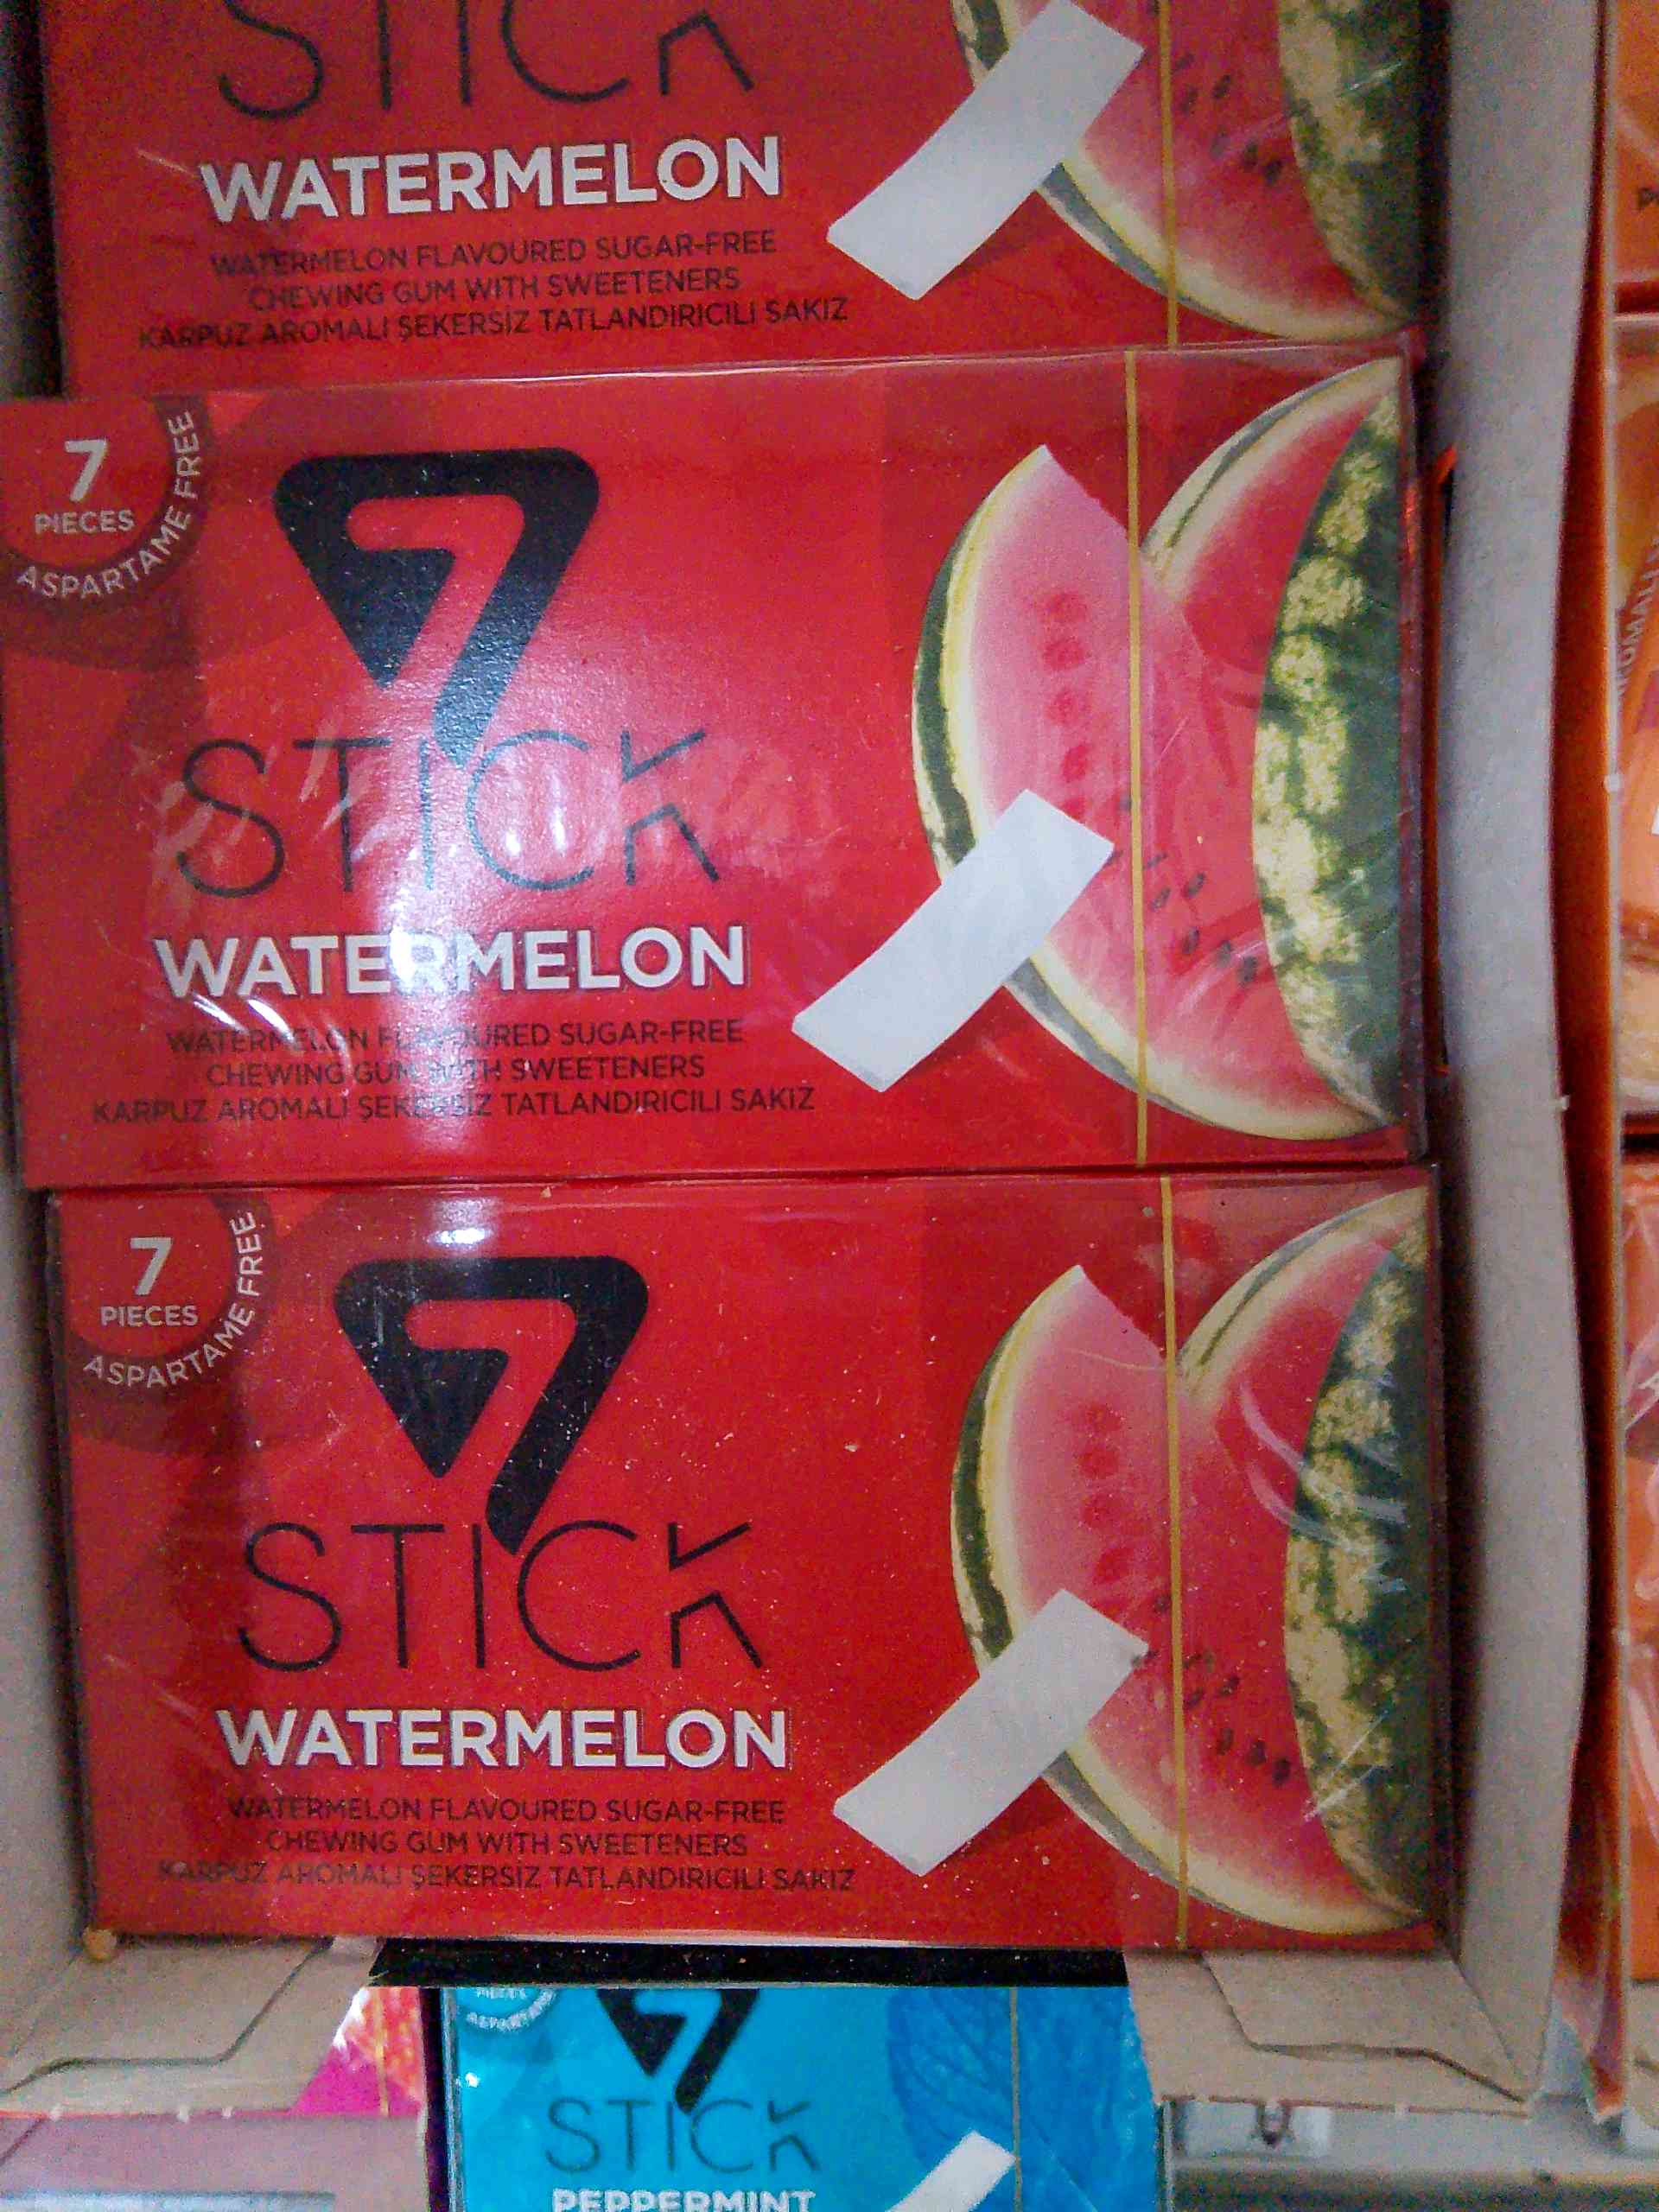 STICK
WATERMELON
WATERMELON FLAVOURED SUGAR-FREE
CHEWING GUM WITH SWEETENERS
KARPUZ AROMALI ŞEKERSİZ TATLANDIRICILI SAKIZ
7
PIECES
ASPARTAME FREE
7
STICK
WATERMELON
WATERMELON FLAVOURED SUGAR-FREE
CHEWING GUM WITH SWEETENERS
KARPUZ AROMALI ŞEKERSİZ TATLANDIRICILI SAKIZ
7
PIECES
ASPARTAME FREE
7
STICK
WATERMELON
WATERMELON FLAVOURED SUGAR-FREE
CHEWING GUM WITH SWEETENERS
KARPUZ AROMALI ŞEKERSİZ TATLANDIRICILI SAKIZ
7
STICK
PEPPERMINT